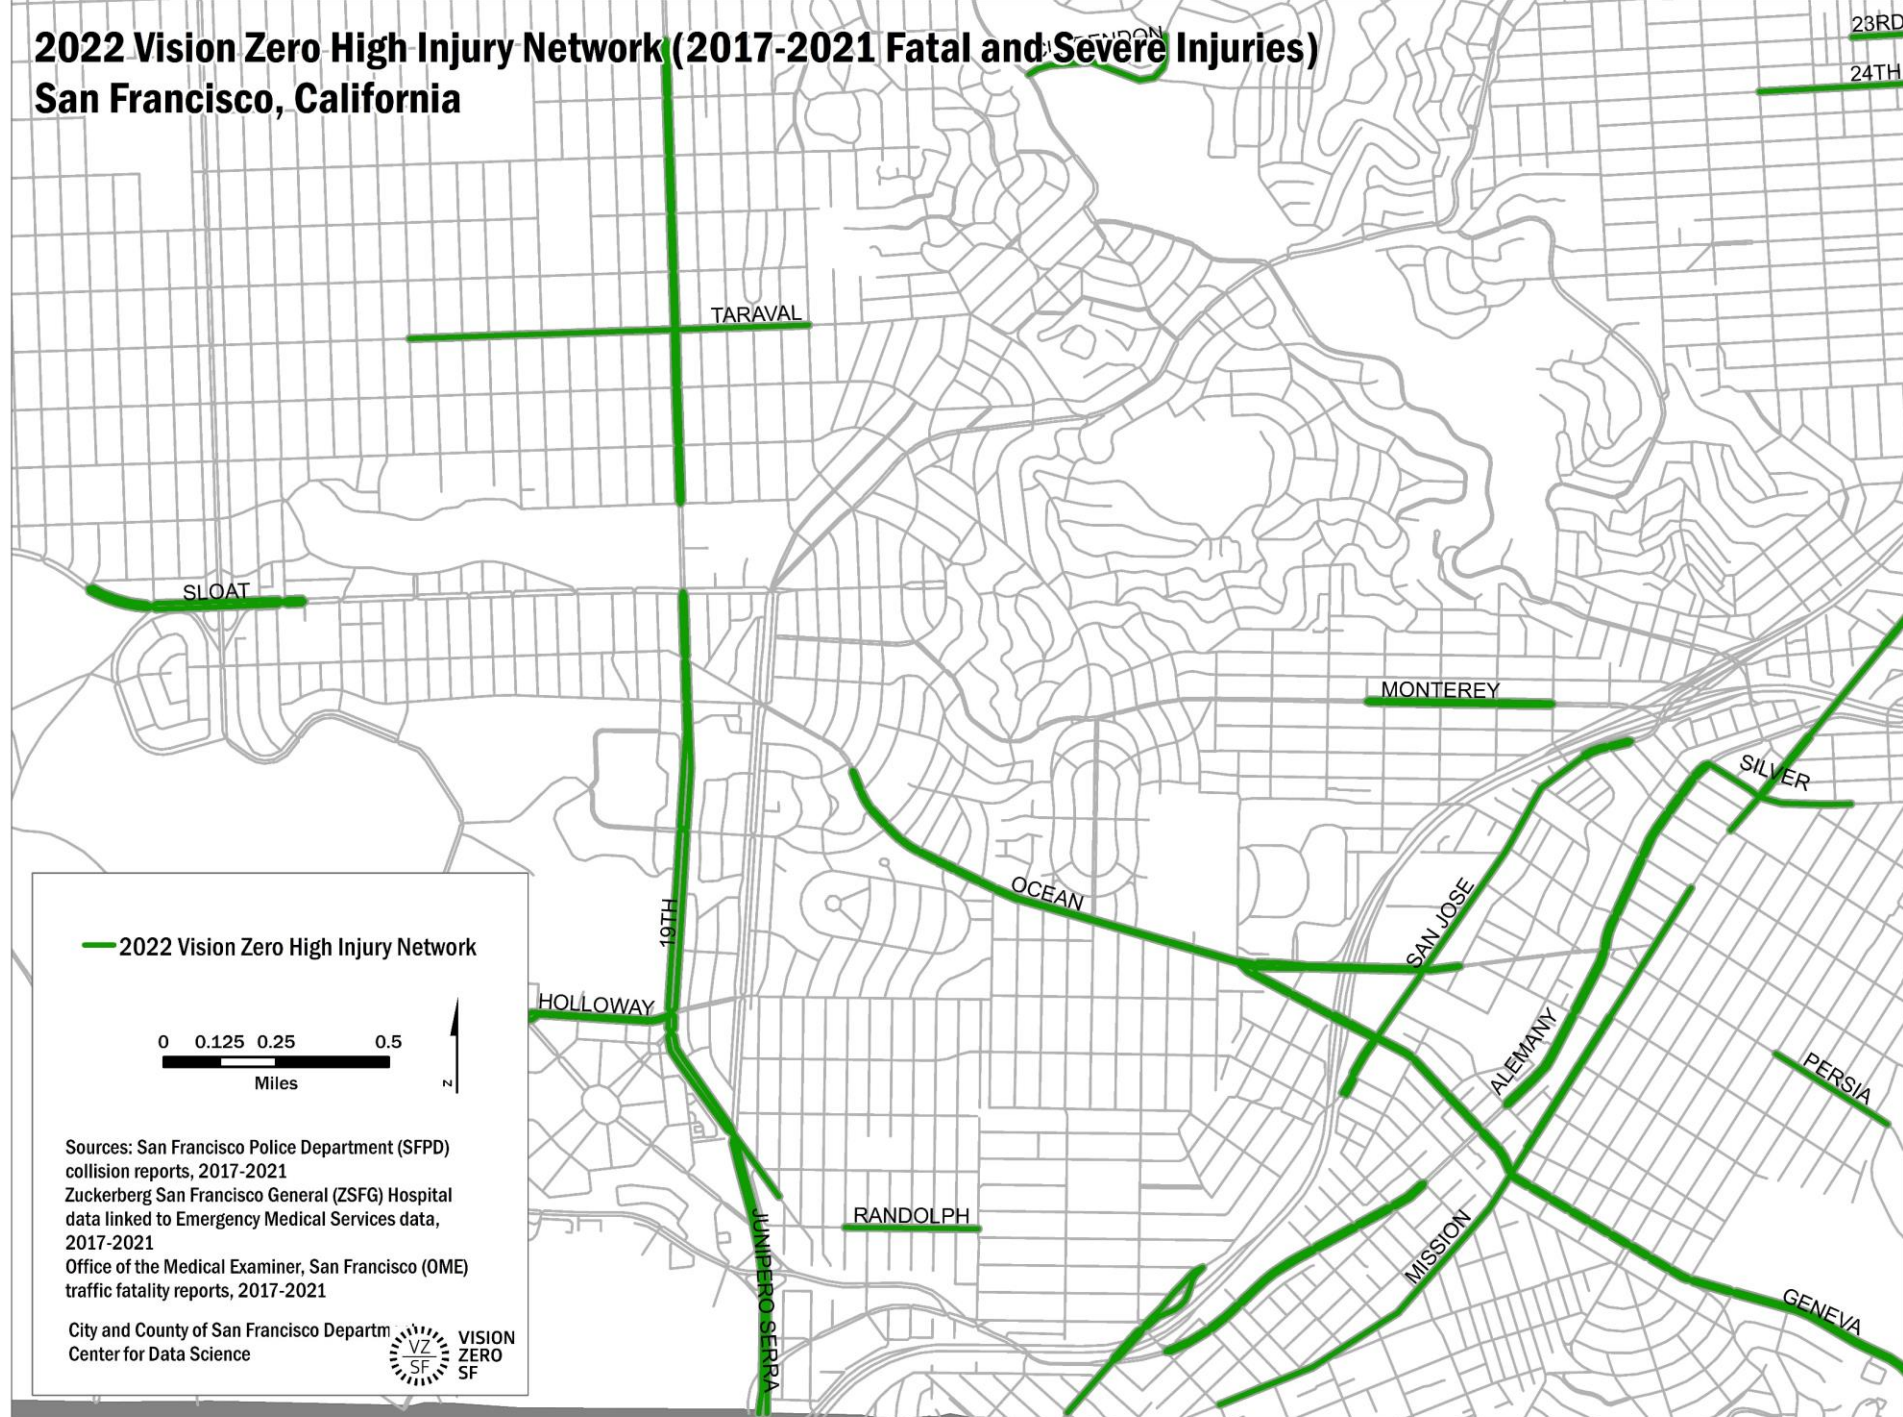 2022 Vision Zero High Injury Network (2017-2021 Fatal and Severe Injuries)
San Francisco, California
23RD
24TH
TARAVAL
SLOAT
MONTEREY
SILVER
OCEAN
SAN JOSE
19TH
HOLLOWAY
ALEMANY
PERSIA
RANDOLPH
MISSION
JUNIPERO SERRA
GENEVA
2022 Vision Zero High Injury Network
0 0.125 0.25 0.5
Miles
z
Sources: San Francisco Police Department (SFPD)
collision reports, 2017-2021
Zuckerberg San Francisco General (ZSFG) Hospital
data linked to Emergency Medical Services data,
2017-2021
Office of the Medical Examiner, San Francisco (OME)
traffic fatality reports, 2017-2021
City and County of San Francisco Departm
Center for Data Science
VZ
SF
VISION
ZERO
SF